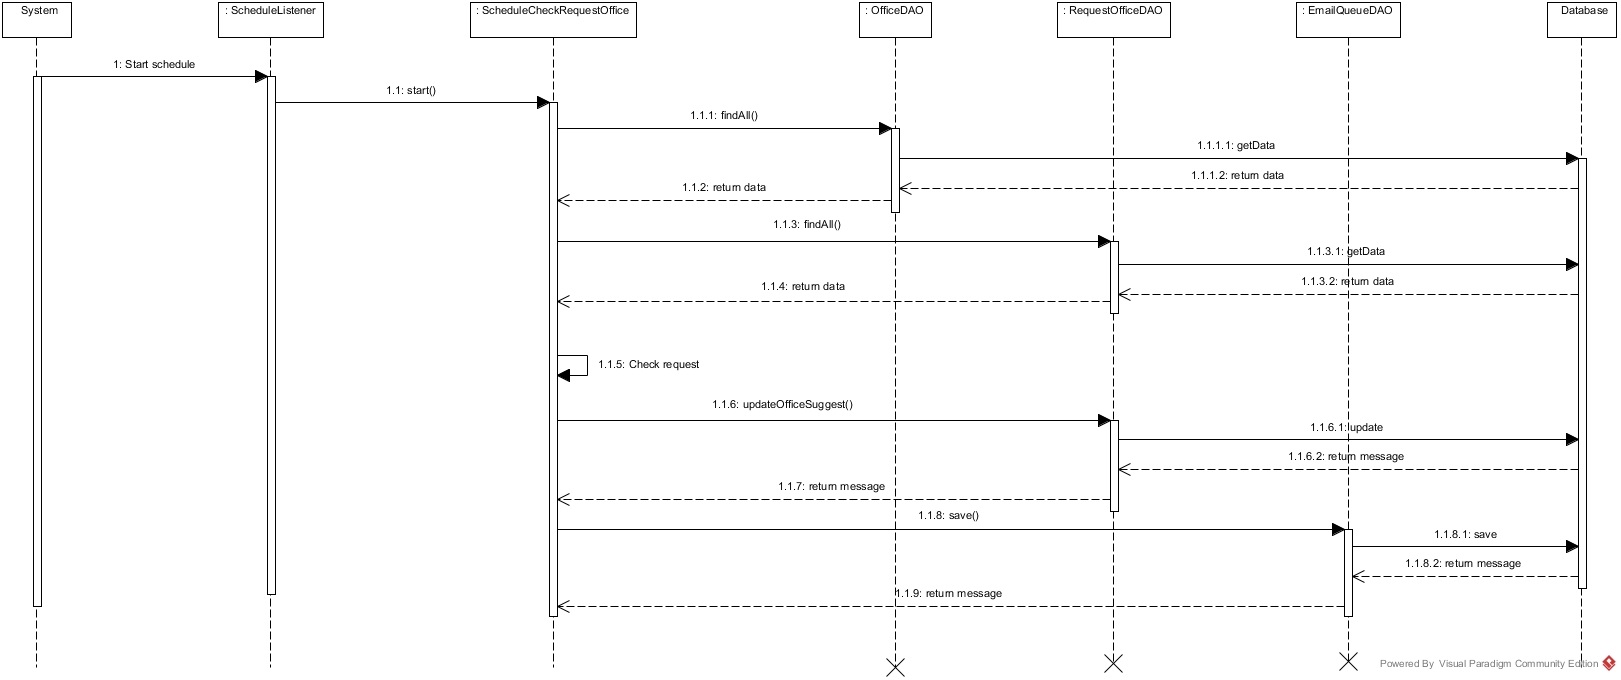 System
: ScheduleListener
: ScheduleCheckRequestOffice
: OfficeDAO
: RequestOfficeDAO
: EmailQueueDAO
Database
1: Start schedule
1.1: start()
1.1.1: findAll()
1.1.1.1: getData
1.1.1.2: return data
1.1.2: return data
1.1.3: findAll()
1.1.3.1: getData
1.1.3.2: return data
1.1.4: return data
1.1.5: Check request
1.1.6: updateOfficeSuggest()
1.1.6.1: update
1.1.6.2: return message
1.1.7: return message
1.1.8: save()
1.1.8.1: save
1.1.8.2: return message
1.1.9: return message
Powered By Visual Paradigm Community Edition